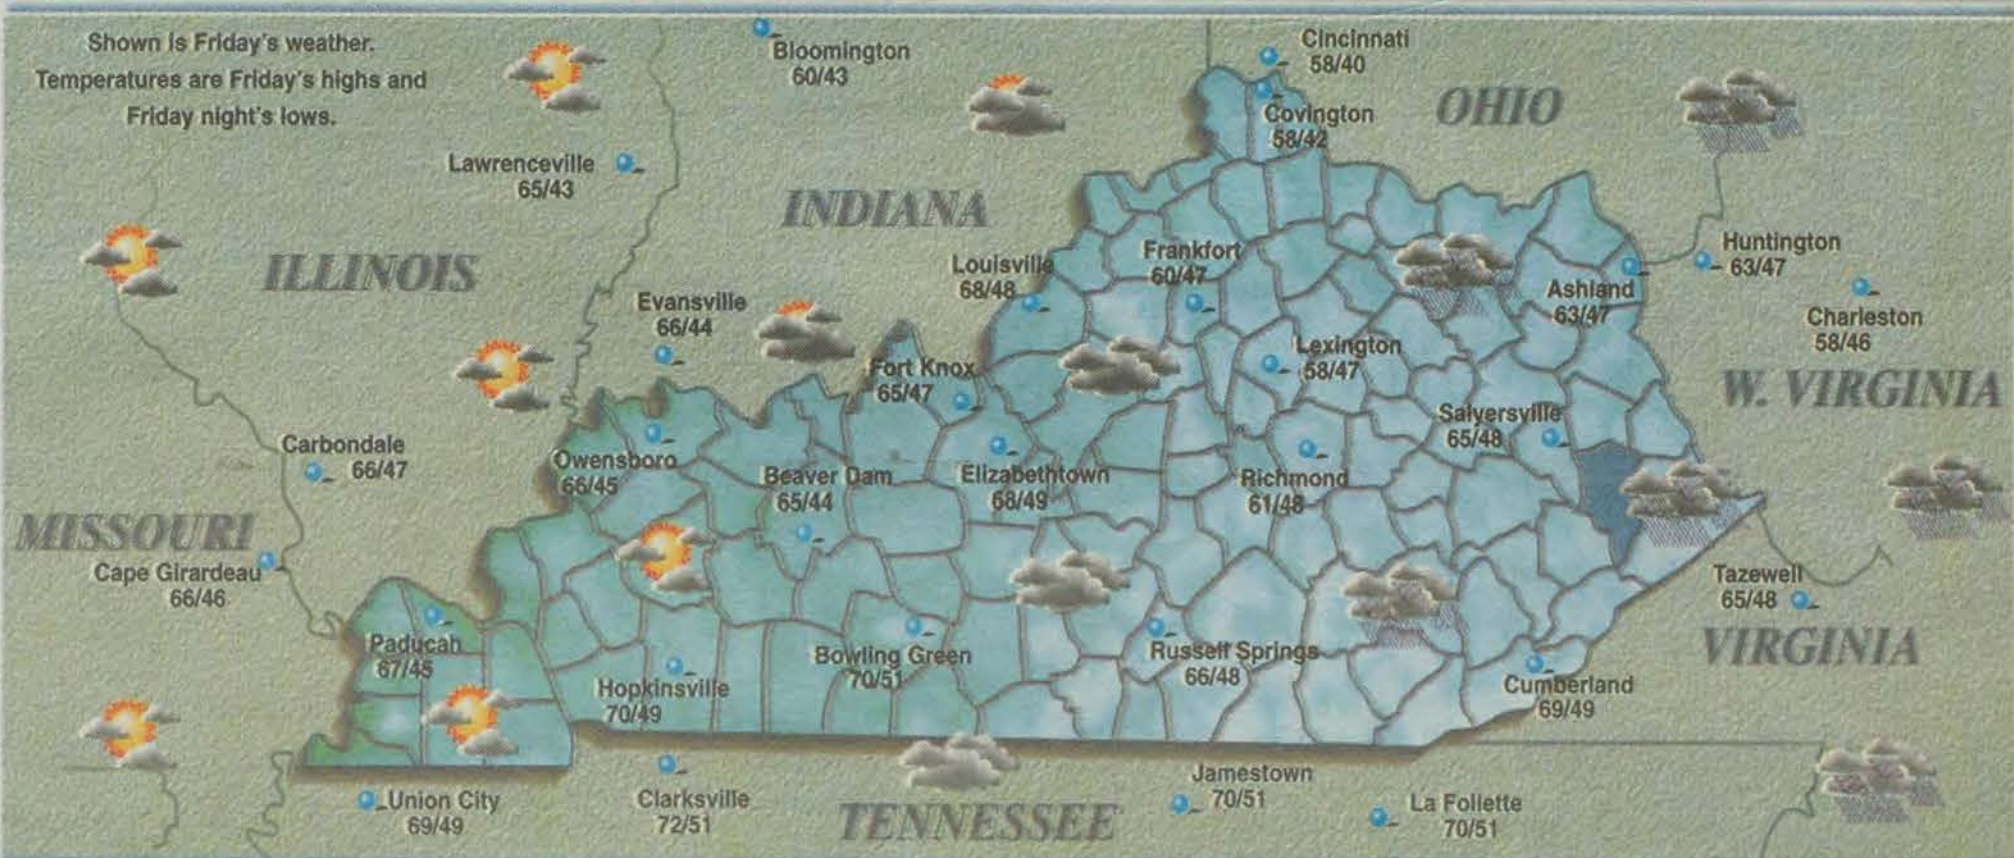 Shown is Friday's weather.
Temperatures are Friday's highs and
Friday night's lows.
Bloomington
60/43
Cincinnati
58/40
Covington
58/42
OHIO
Lawrenceville
65/43
INDIANA
ILLINOIS
Louisville
68/48
Frankfort
60/47
Huntington
63/47
Ashland
63/47
Charleston
58/46
Evansville
66/44
Lexington
58/47
Fort Knox
65/47
W. VIRGINIA
Salyersville
65/48
Carbondale
66/47
Owensboro
66/45
Beaver Dam
65/44
Elizabethtown
68/49
Richmond
61/48
MISSOURI
Cape Girardeau
66/46
Tazewell
65/48
VIRGINIA
Paducah
67/45
Hopkinsville
70/49
Bowling Green
70/51
Russell Springs
66/48
Cumberland
69/49
Union City
69/49
Clarksville
72/51
TENNESSEE
Jamestown
70/51
La Follette
70/51